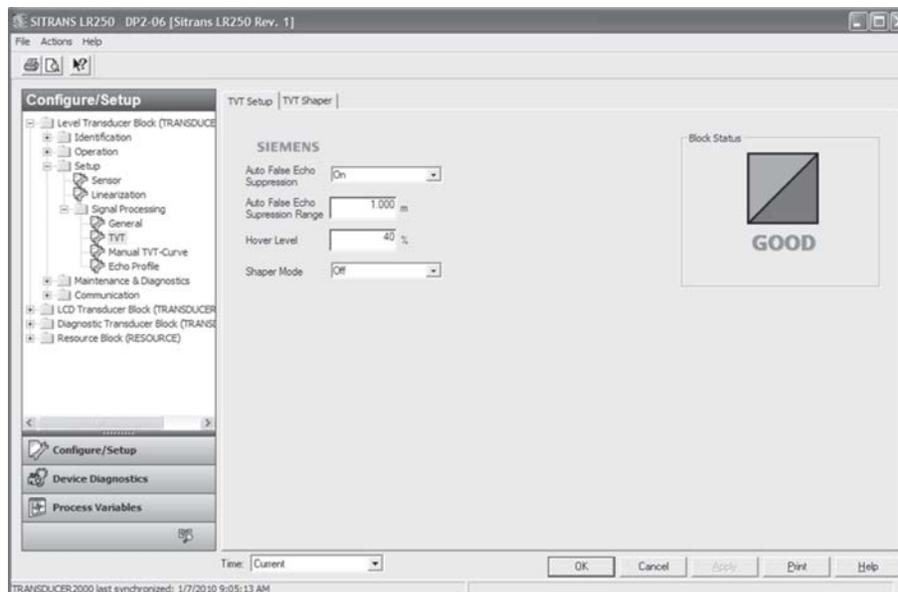 SITRANS LR250 DP2-06 [Sitrans LR250 Rev. 1]
File Actions Help
Configure/Setup
Level Transducer Block (TRANSDUCE
Identification
Operation
Setup
Sensor
Linearization
Signal Processing
General
TVT
Manual TVT-Curve
Echo Profile
Maintenance & Diagnostics
Communication
LCD Transducer Block (TRANSDUCER
Diagnostic Transducer Block (TRANSD
Resource Block (RESOURCE)
Configure/Setup
Device Diagnostics
Process Variables
TVT Setup TVT Shaper
SIEMENS
Auto False Echo
Suppression
On
Auto False Echo
Supression Range
1.000 m
Hover Level 40 %
Shaper Mode Off
Block Status
GOOD
Time: Current
OK Cancel Apply Print Help
TRANSDUCER2000 last synchronized: 1/7/2010 9:05:13 AM